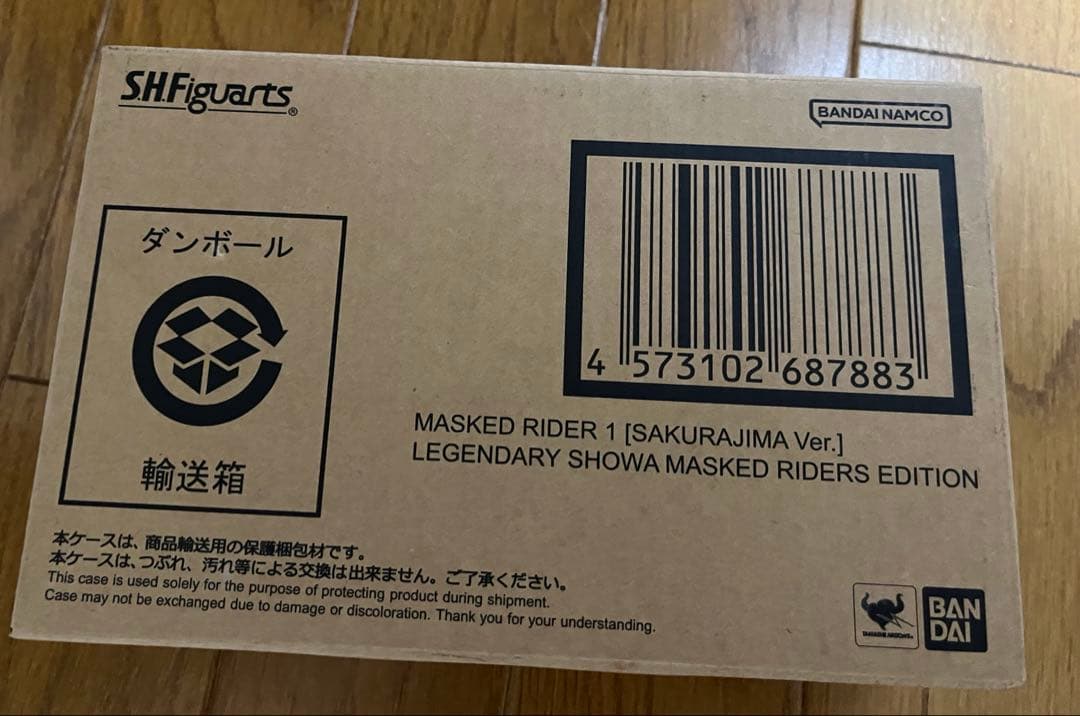 S.H.Figuarts®
BANDAI NAMCO
ダンボール
輸送箱
4 573102 687883
MASKED RIDER 1 [SAKURAJIMA Ver.]
LEGENDARY SHOWA MASKED RIDERS EDITION
本ケースは、商品輸送用の保護梱包材です。
本ケースは、つぶれ、汚れ等による交換は出来ません。ご了承ください。
This case is used solely for the purpose of protecting product during shipment.
Case may not be exchanged due to damage or discoloration. Thank you for your understanding.
TAMASHII NATIONS
BAN
DAI